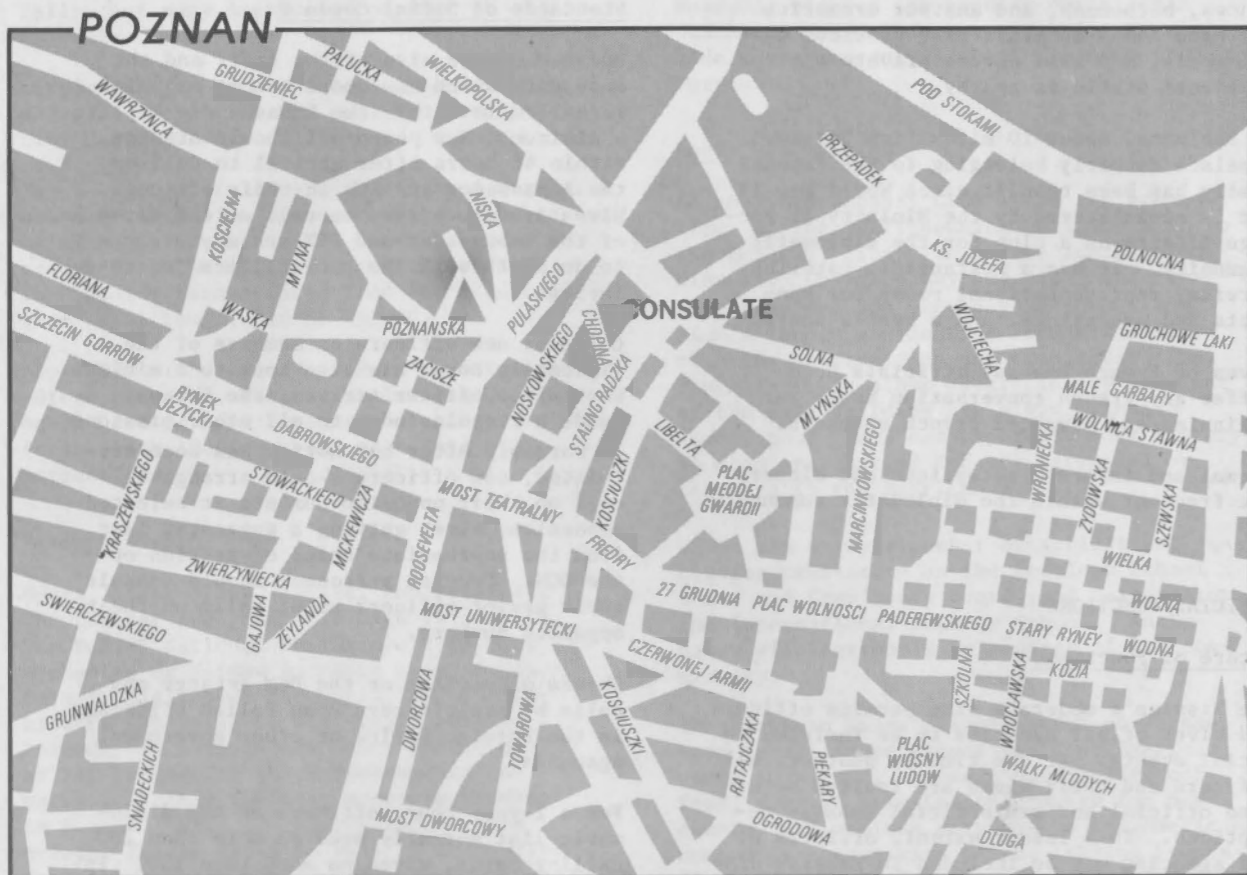 POZNAN
PALUCKA
WIELKOPOLSKA
GRUDZIENIEC
WAWRZYNCA
POD STOKAMI
PRZEPADEK
NISKA
KOSCIELNA
MYLNA
KS. JOZEFA
POLNOCNA
FLORIANA
WASKA
PULASKIEGO
CONSULATE
SZCZECIN GORROW.
POZNANSKA
CHOPINA
WOJCIECHA
GROCHOWE LAKI
ZACISZE
NOSKOWSKIEGO
STALINGRADZKA
SOLNA
MLYNSKA
MALE GARBARY
RYNEK
JEZYCKI
DABROWSKIEGO
LIBELTA
WOLNICA STAWNA
MARCINKOWSKIEGO
WRONIECKA
ZYDOWSKA
SZEWSKA
KRASZEWSKIEGO
STOWACKIEGO
MICKIEWICZA
MOST TEATRALNY
KOSCIUSZKI
PLAC
MEODEJ
GWARDII
ROOSEVELTA
FREDRY
WIELKA
ZWIERZYNIECKA
27 GRUDNIA
PLAC WOLNOSCI
PADEREWSKIEGO
STARY RYNEY
WOZNA
WODNA
SWIERCZEWSKIEGO
GAJOWA
ZEYLANDA
MOST UNIWERSYTECKI
CZERWONEJ ARMII
SZKOLNA
WROCLAWSKA
KOZIA
GRUNWALDZKA
DWORCOWA
TOWAROWA
KOSCIUSZKI
RATAJCZAKA
PIEKARY
PLAC
WIOSNY
LUDOW
WALKI MLODYCH
SNIADECKICH
MOST DWORCOWY
OGRODOWA
DLUGA